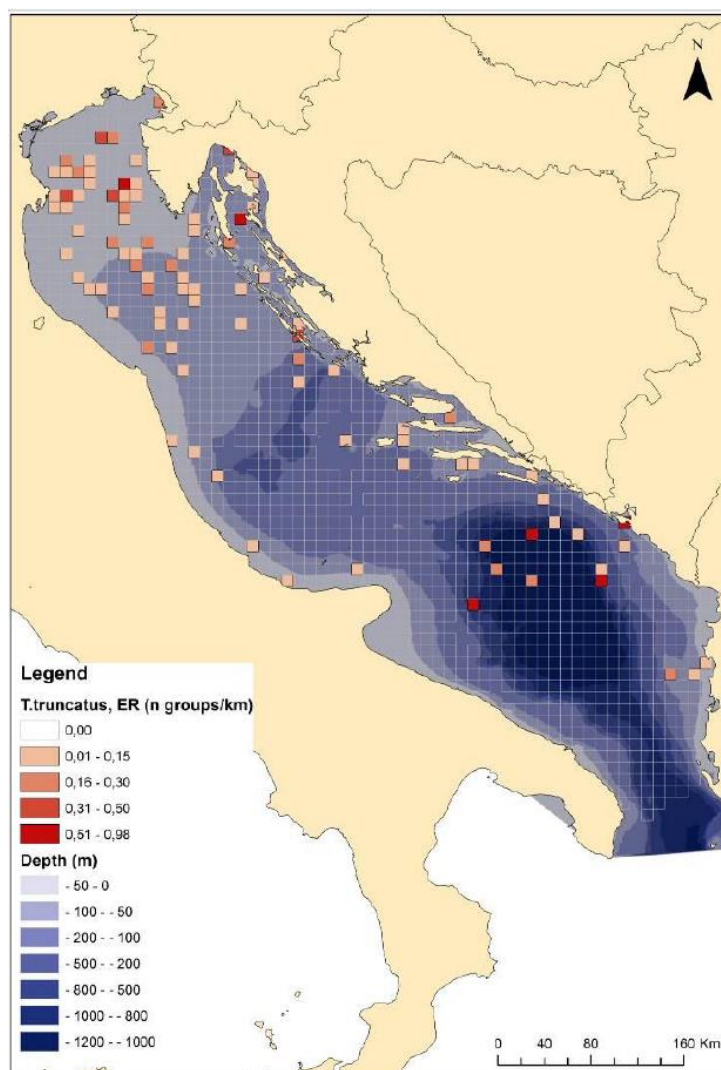 N
Legend
T.truncatus, ER (n groups/km)
0,00
0,01 - 0,15
0,16 - 0,30
0,31 - 0,50
0,51 - 0,98
Depth (m)
- 50 - 0
- 100 - - 50
- 200 - - 100
- 500 - - 200
- 800 - - 500
- 1000 - - 800
- 1200 - - 1000
0 40 80 160 Km